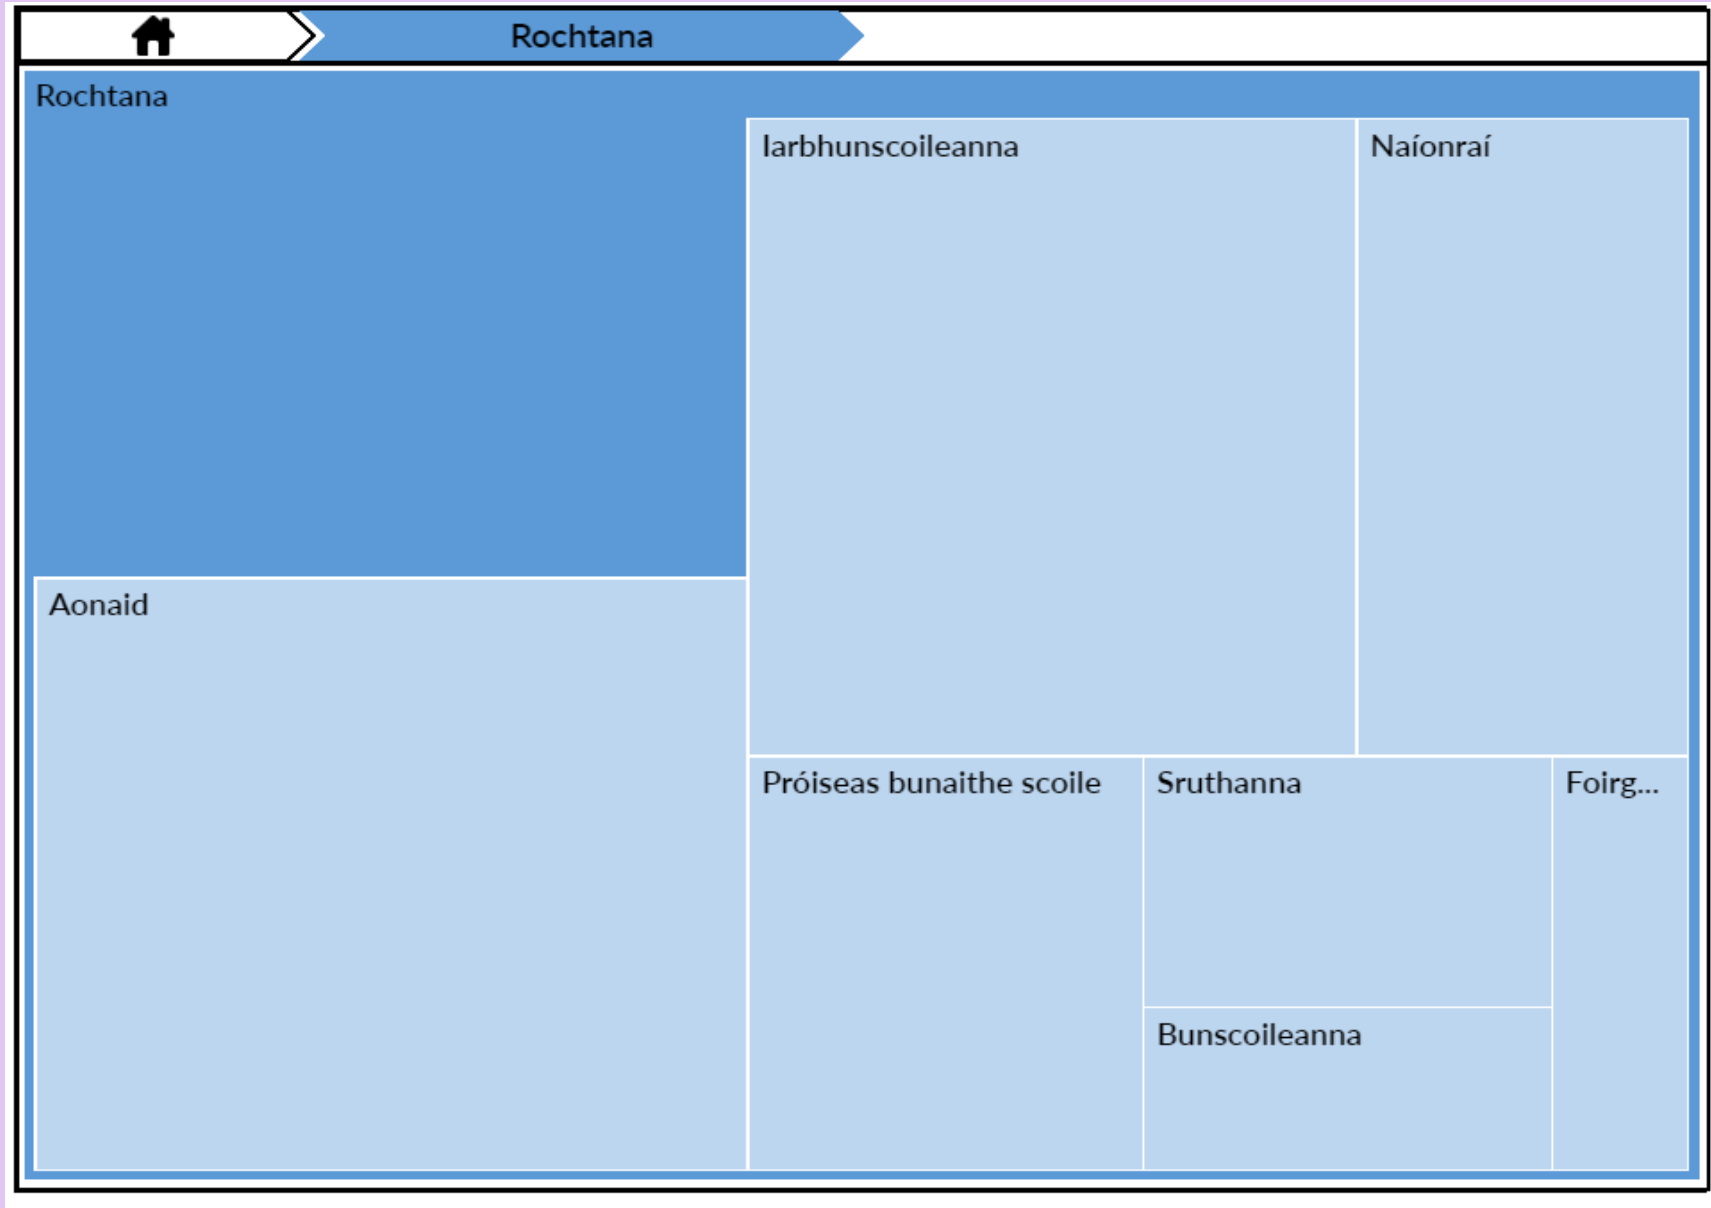 Rochtana
Rochtana
Iarbhunscoileanna
Naíonraí
Aonaid
Próiseas bunaithe scoile
Sruthanna
Foirg...
Bunscoileanna